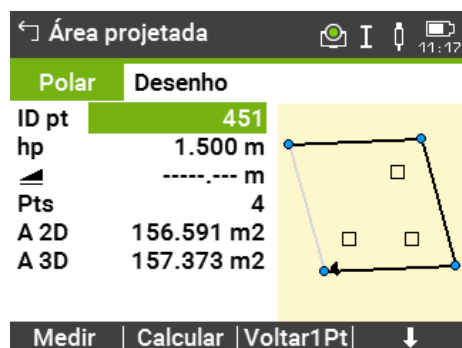 Área projetada I 11:17
Polar Desenho
ID pt 451
hp 1.500 m
-----.--- m
Pts 4
A 2D 156.591 m2
A 3D 157.373 m2
Medir | Calcular | Voltar1Pt|